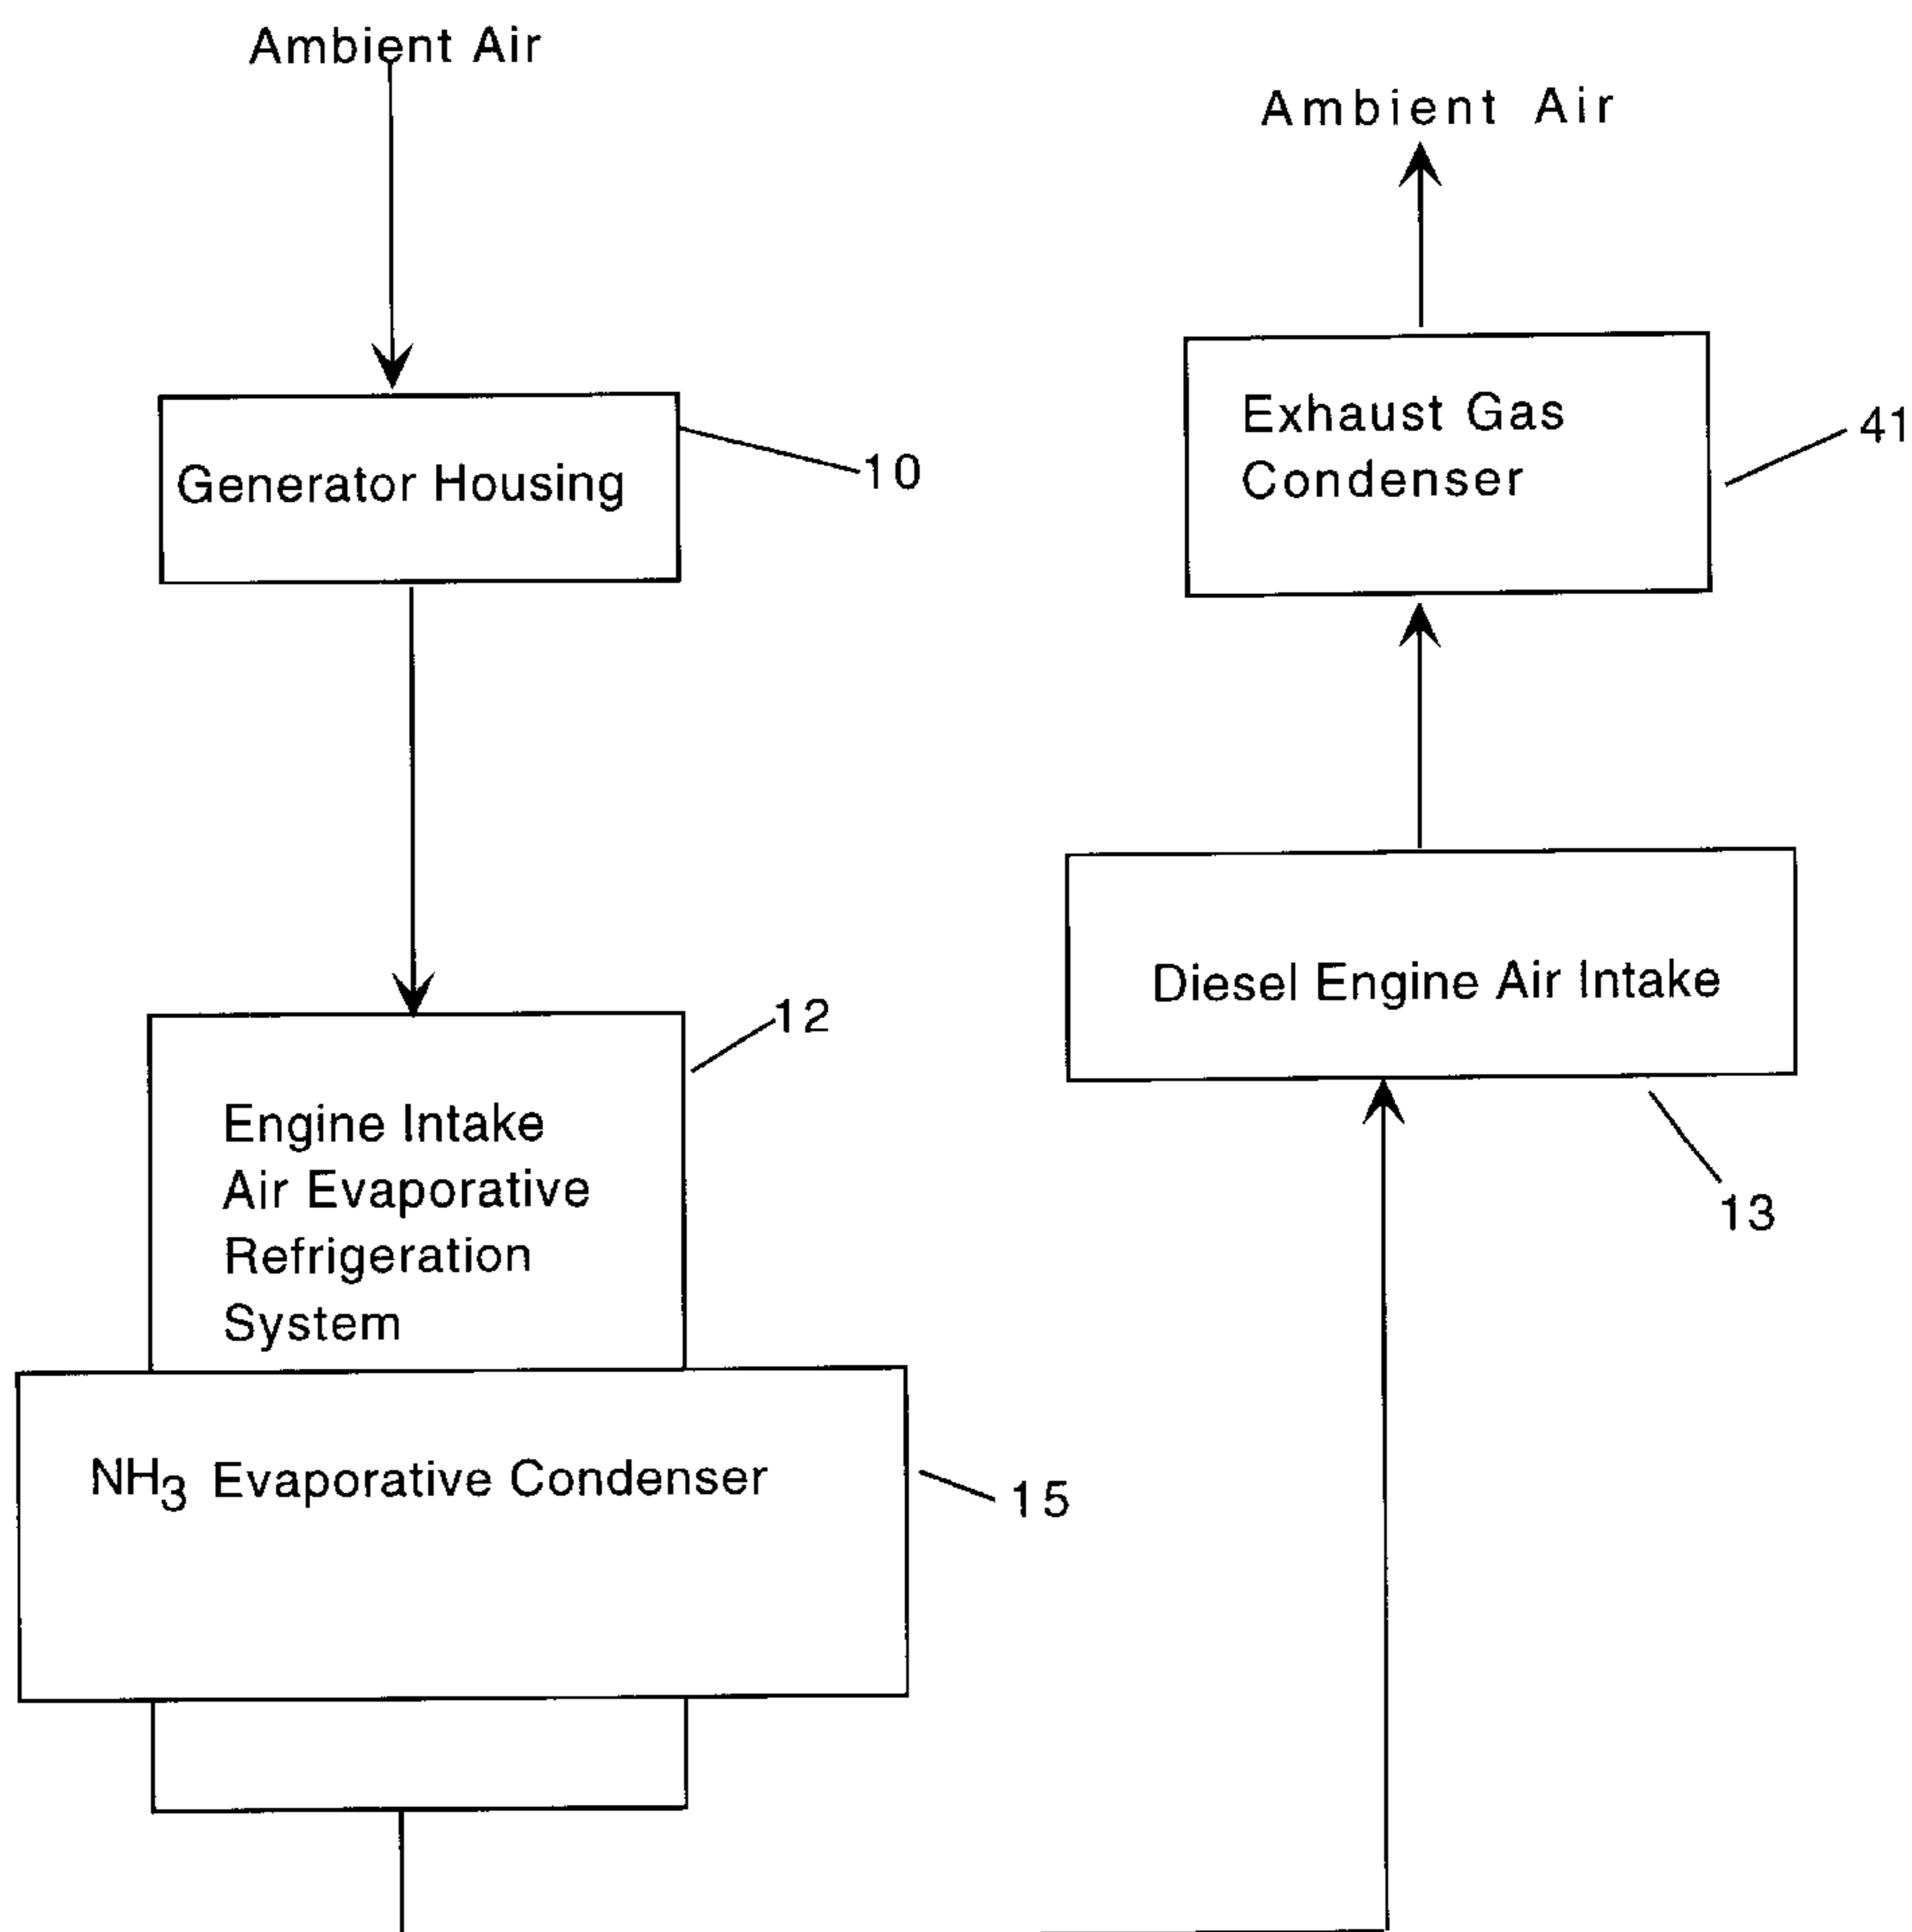 Ambient Air
Generator Housing
10
12
Engine Intake
Air Evaporative
Refrigeration
System
NH3 Evaporative Condenser
15
Ambient Air
Exhaust Gas
Condenser
41
Diesel Engine Air Intake
13